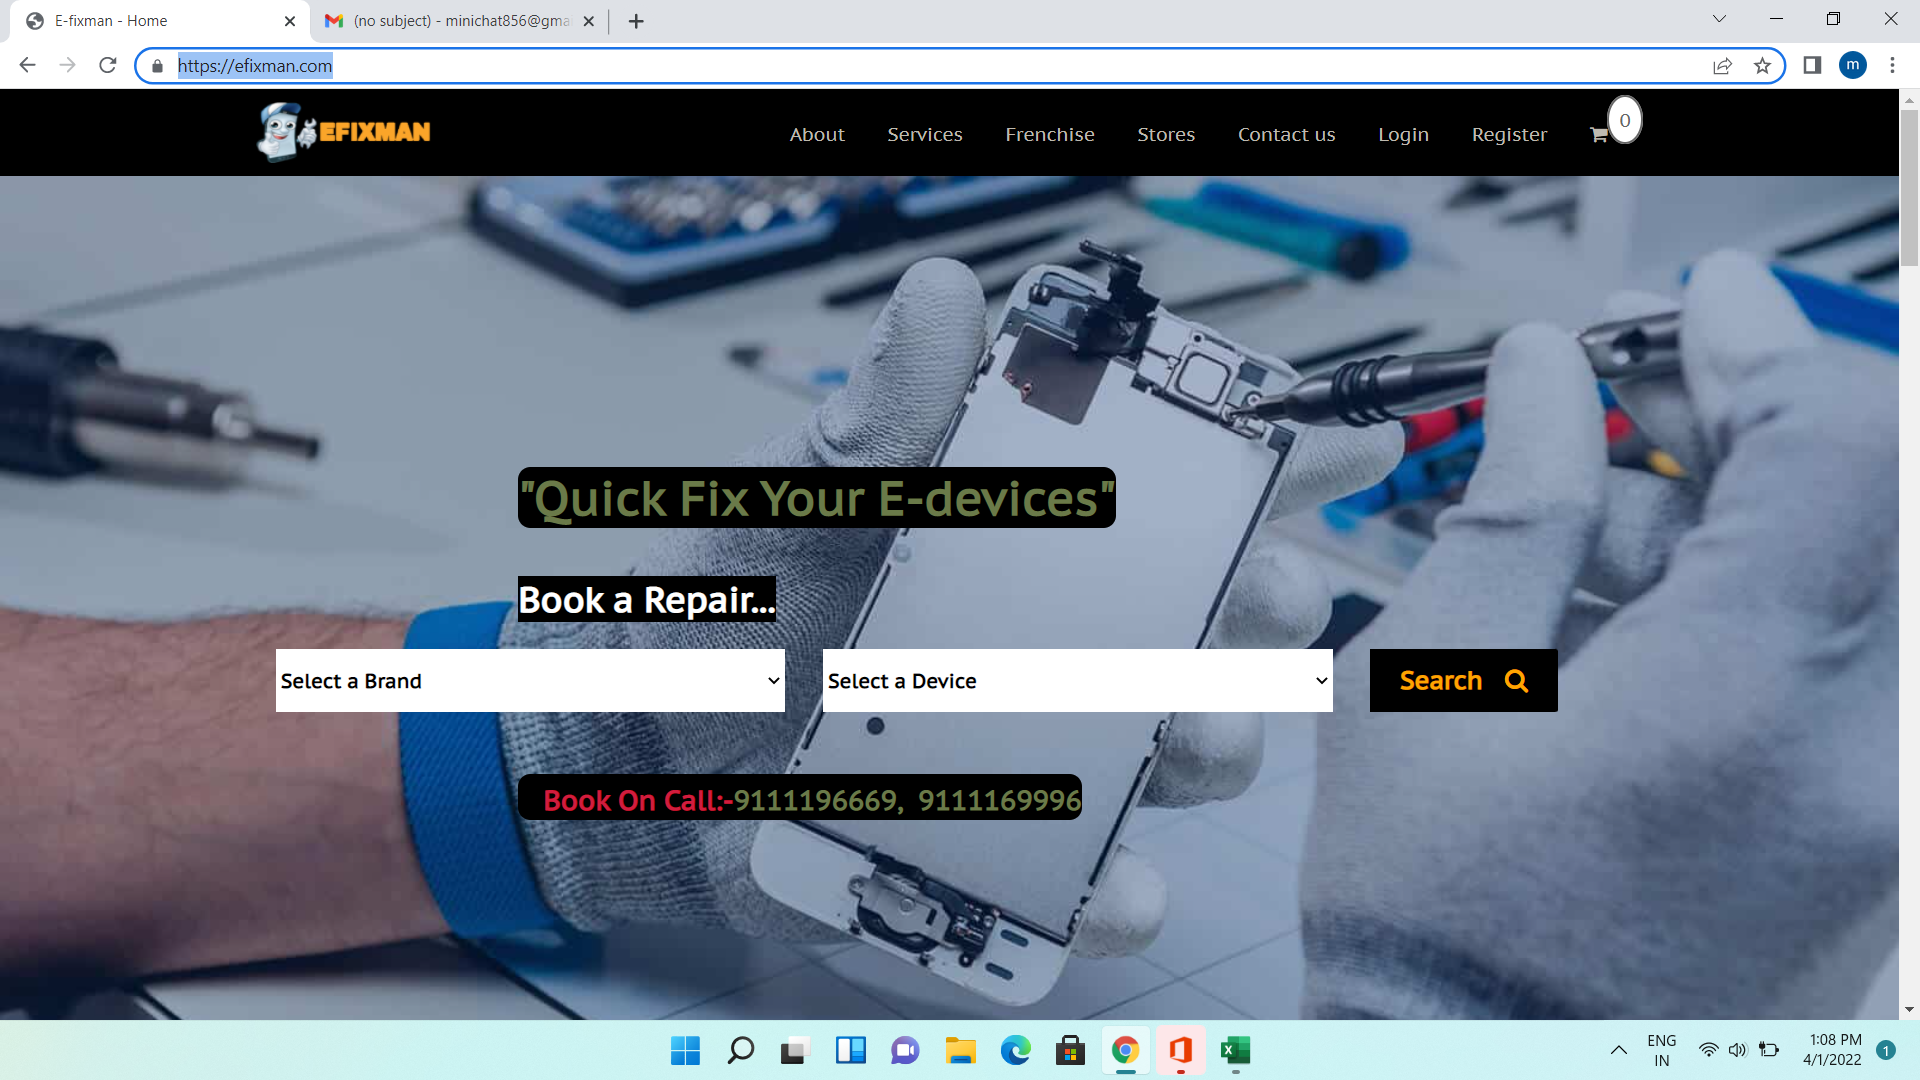 E-fixman - Home
(no subject) - minichat856@gma
https://efixman.com
m
EFIXMAN
About
Services
Frenchise
Stores
Contact us
Login
Register
0
"Quick Fix Your E-devices"
Book a Repair...
Select a Brand
Select a Device
Search
Book On Call:-9111196669, 9111169996
ENG
IN
1:08 PM
4/1/2022
1